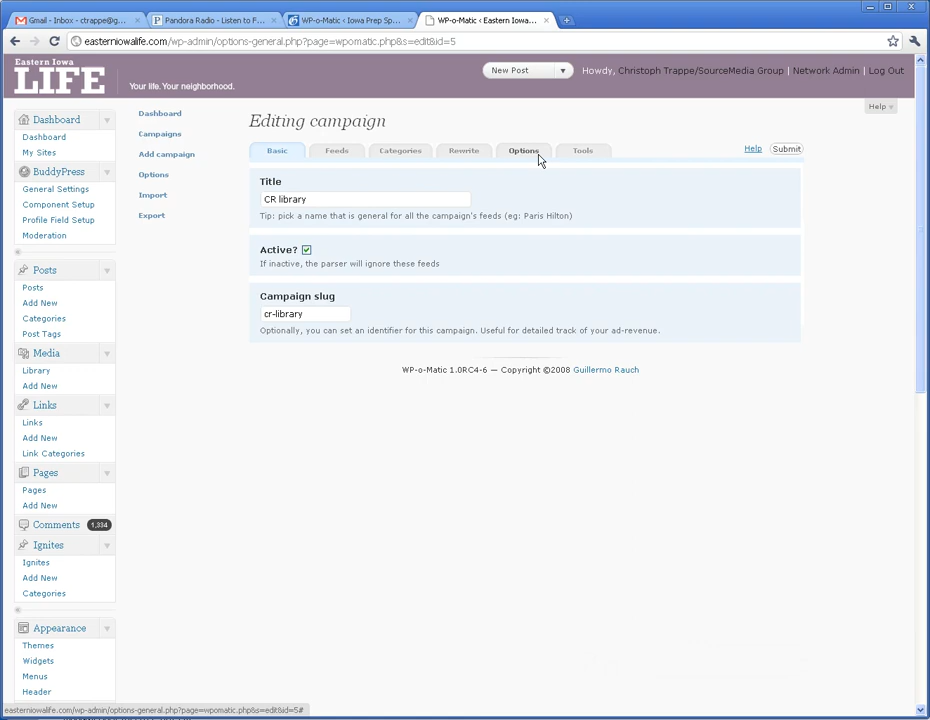 Gmail - Inbox - ctrappe@g...
Pandora Radio - Listen to F...
WP-o-Matic ‹ Iowa Prep Sp...
WP-o-Matic ‹ Eastern Iowa...
easterniowalife.com/wp-admin/options-general.php?page=wpomatic.php&s=edit&id=5
Eastern Iowa
LIFE
Your life. Your neighborhood.
New Post
Howdy, Christoph Trappe/SourceMedia Group | Network Admin | Log Out
Help
Dashboard
Dashboard
My Sites
BuddyPress
General Settings
Component Setup
Profile Field Setup
Moderation
Posts
Posts
Add New
Categories
Post Tags
Media
Library
Add New
Links
Links
Add New
Link Categories
Pages
Pages
Add New
Comments 1,334
Ignites
Ignites
Add New
Categories
Appearance
Themes
Widgets
Menus
Header
Dashboard
Campaigns
Add campaign
Options
Import
Export
Editing campaign
Basic
Feeds
Categories
Rewrite
Options
Tools
Help
Submit
Title
CR library
Tip: pick a name that is general for all the campaign's feeds (eg: Paris Hilton)
Active?
If inactive, the parser will ignore these feeds
Campaign slug
cr-library
Optionally, you can set an identifier for this campaign. Useful for detailed track of your ad-revenue.
WP-o-Matic 1.0RC4-6 — Copyright ©2008 Guillermo Rauch
easterniowalife.com/wp-admin/options-general.php?page=wpomatic.php&s=edit&id=5#